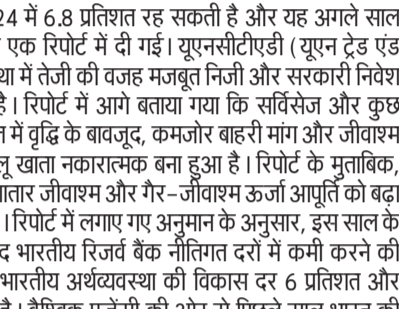 24 में 6.8 प्रतिशत रह सकती है और यह अगले साल
एक रिपोर्ट में दी गई। यूएनसीटीएडी (यूएन ट्रेड एंड
था में तेजी की वजह मजबूत निजी और सरकारी निवेश
है। रिपोर्ट में आगे बताया गया कि सर्विसेज और कुछ
में वृद्धि के बावजूद, कमजोर बाहरी मांग और जीवाश्म
लू खाता नकारात्मक बना हुआ है। रिपोर्ट के मुताबिक,
ातार जीवाश्म और गैर-जीवाश्म ऊर्जा आपूर्ति को बढ़ा
। रिपोर्ट में लगाए गए अनुमान के अनुसार, इस साल के
द भारतीय रिजर्व बैंक नीतिगत दरों में कमी करने की
भारतीय अर्थव्यवस्था की विकास दर 6 प्रतिशत और